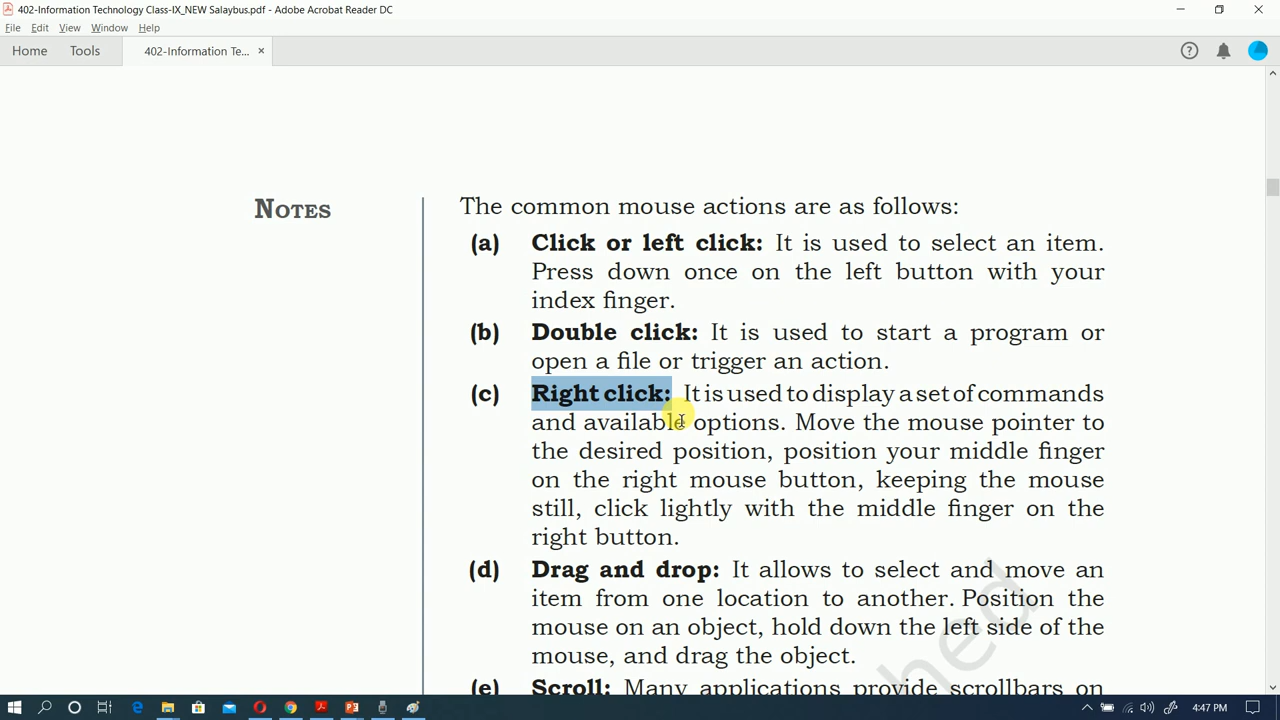 402-Information Technology Class-IX_NEW Salaybus.pdf - Adobe Acrobat Reader DC
File Edit View Window Help
Home Tools 402-Information Te... ×
NOTES
The common mouse actions are as follows:
(a) Click or left click: It is used to select an item.
Press down once on the left button with your
index finger.
(b) Double click: It is used to start a program or
open a file or trigger an action.
(c) Right click: It is used to display a set of commands
and available options. Move the mouse pointer to
the desired position, position your middle finger
on the right mouse button, keeping the mouse
still, click lightly with the middle finger on the
right button.
(d) Drag and drop: It allows to select and move an
item from one location to another. Position the
mouse on an object, hold down the left side of the
mouse, and drag the object.
(e) Scroll: Many applications provide scrollbars on
hed
4:47 PM